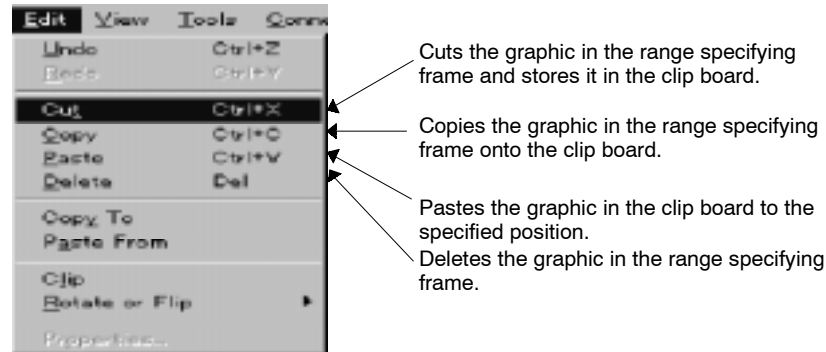 Edit View Tools Conne
Undo Ctrl+Z
Redo Ctrl+Y
Cut Ctrl+X
Copy Ctrl+C
Paste Ctrl+V
Delete Del
Copy To
Paste From
Clip
Rotate or Flip
Properties...
Cuts the graphic in the range specifying
frame and stores it in the clip board.
Copies the graphic in the range specifying
frame onto the clip board.
Pastes the graphic in the clip board to the
specified position.
Deletes the graphic in the range specifying
frame.